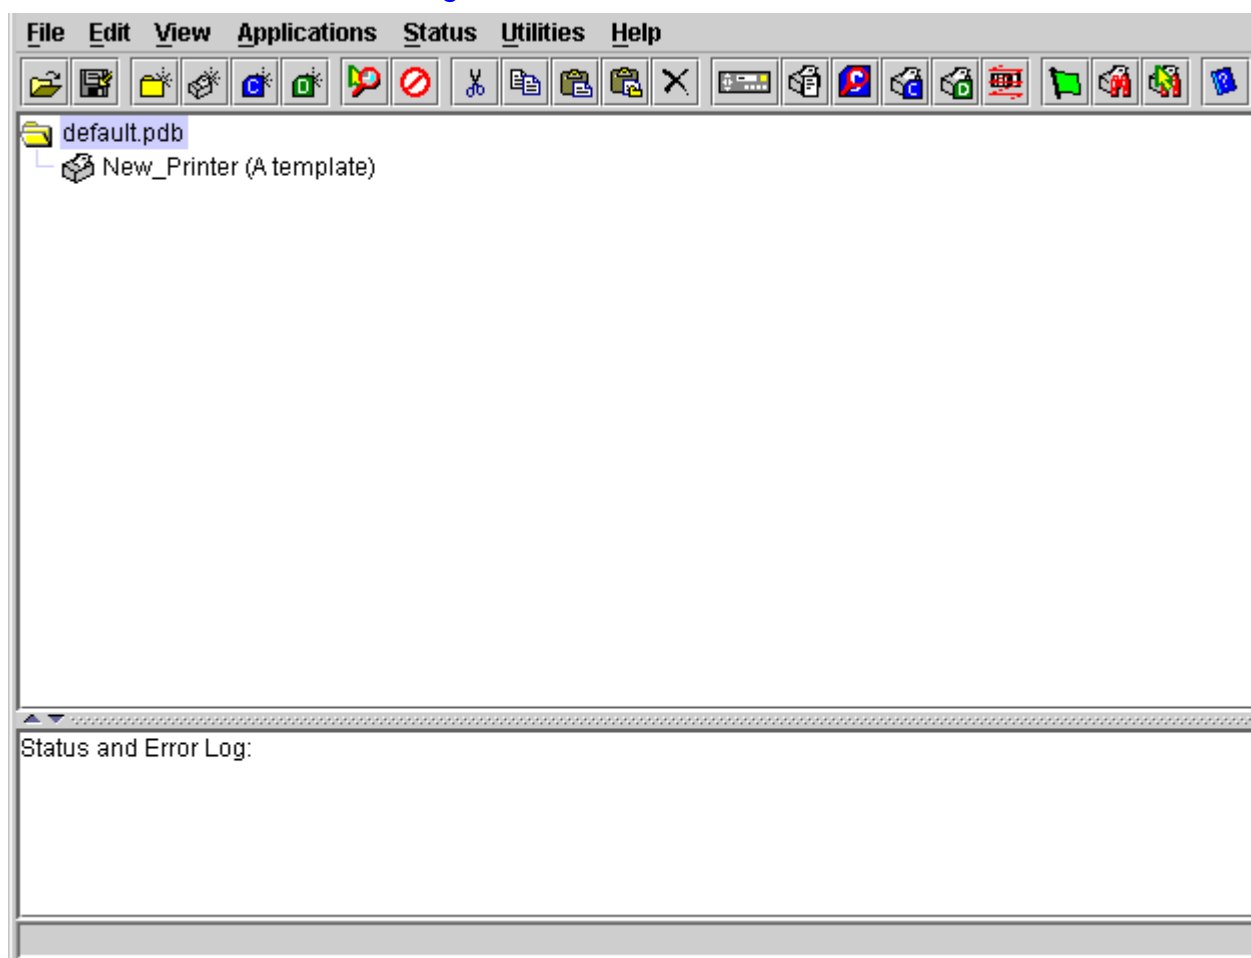 File Edit View Applications Status Utilities Help
default.pdb
New_Printer (A template)
Status and Error Log: